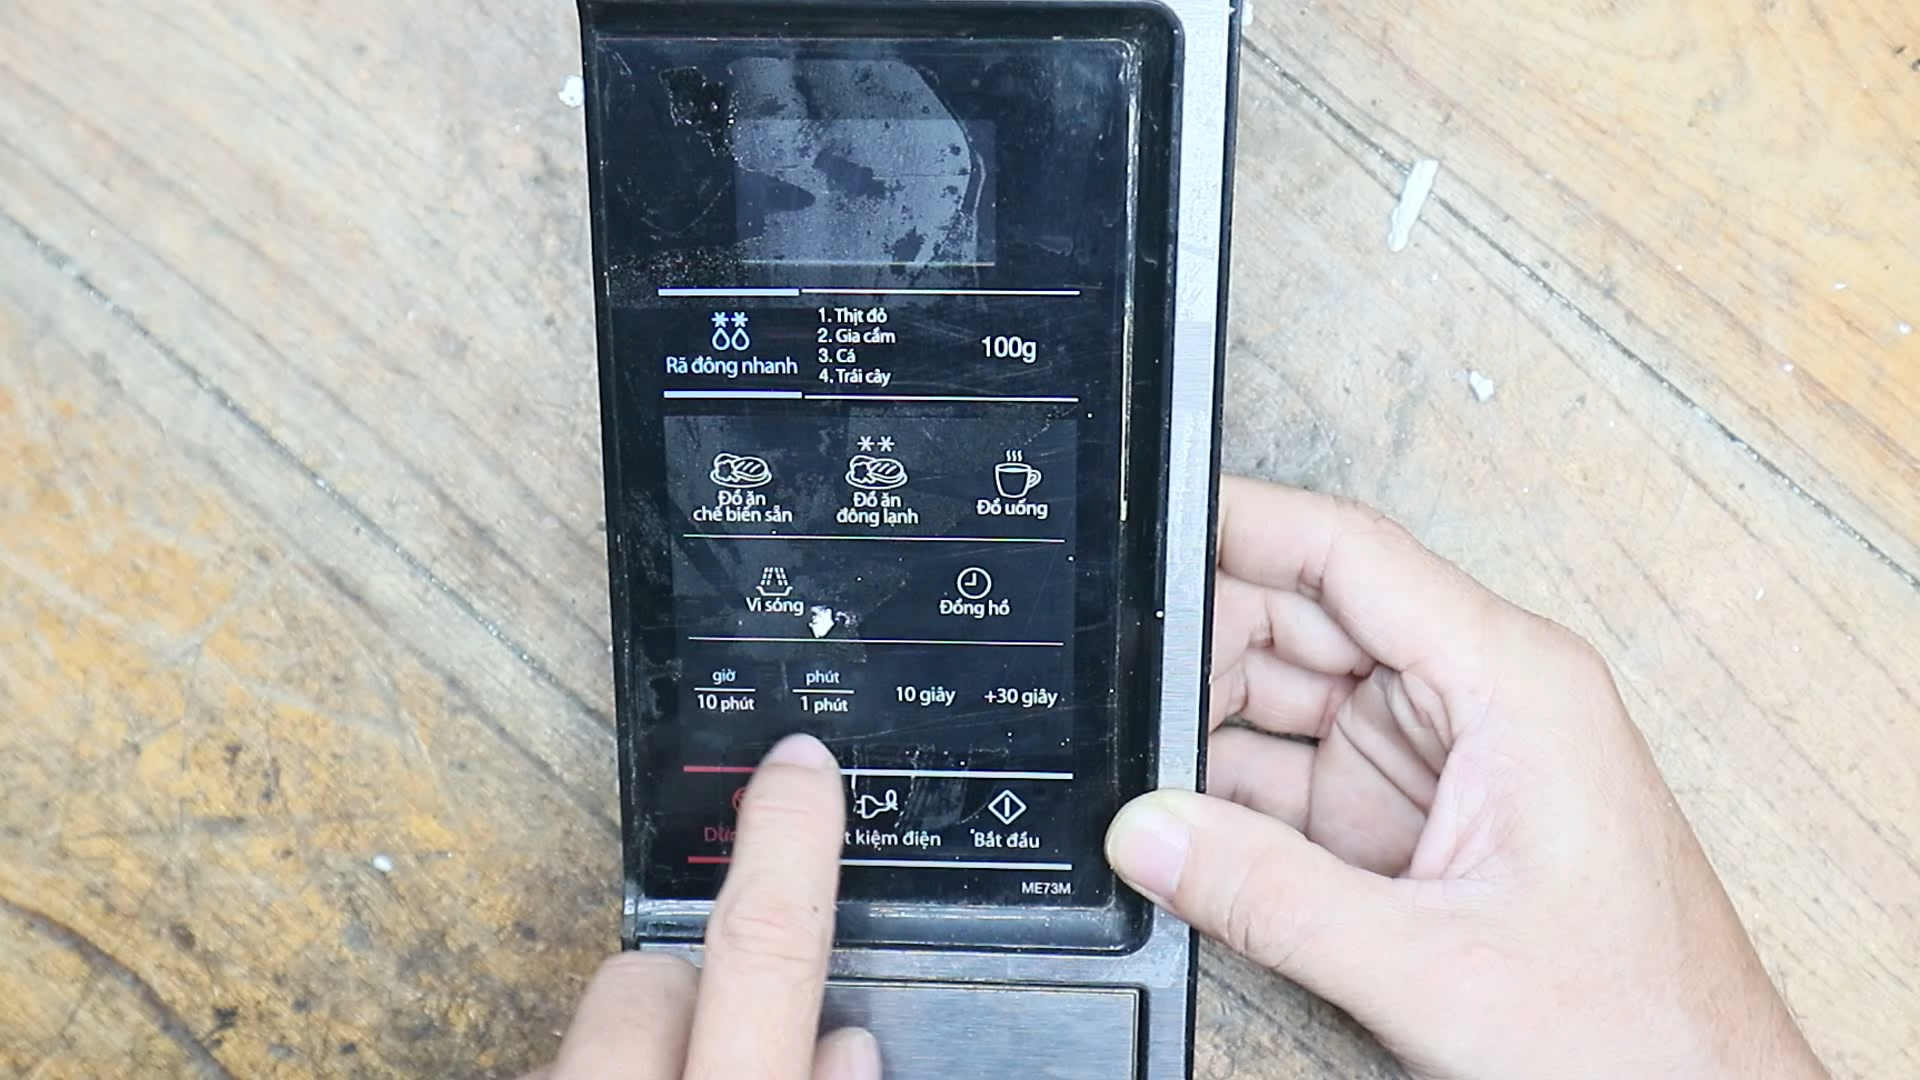 Rã đông nhanh
1. Thịt đỏ
2. Gia cầm
3. Cá
4. Trái cây
100g
Đồ ăn
chế biến sẵn
Đồ ăn
đông lạnh
Đồ uống
Vi sóng
Đồng hồ
giờ
10 phút
phút
1 phút
10 giây
+30 giây
kiệm điện
Bắt đầu
ME73M